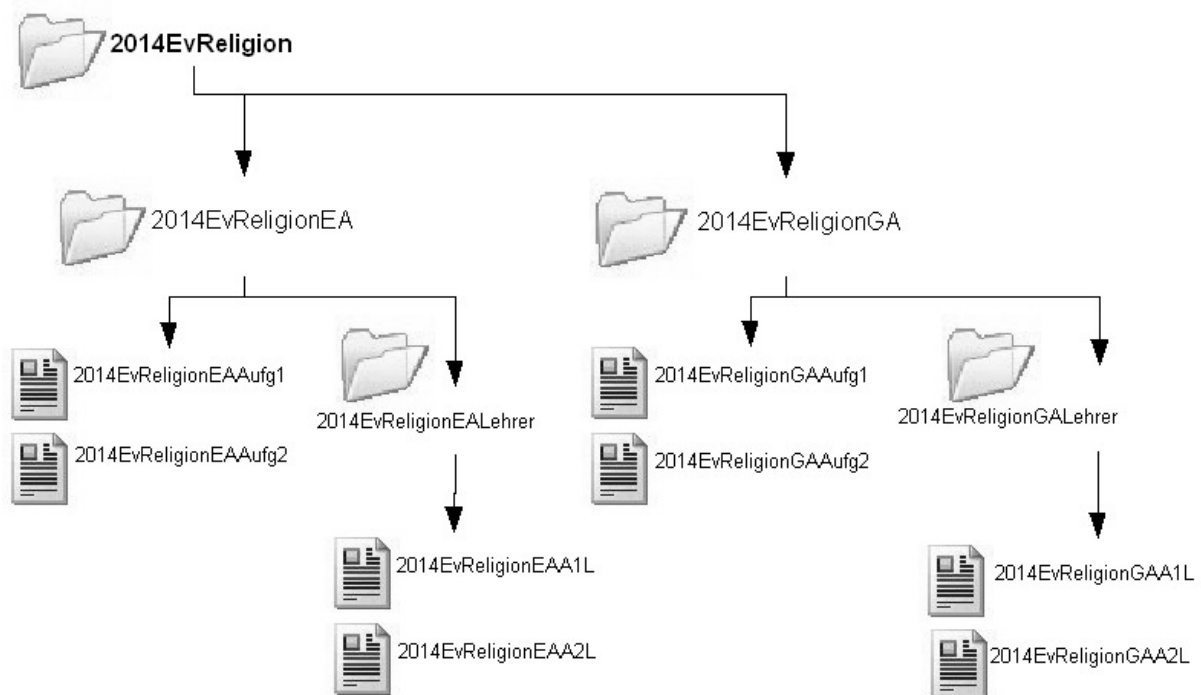 2014EvReligion
2014EvReligionEA
2014EvReligionGA
2014EvReligionEAAufg1
2014EvReligionEAAufg2
2014EvReligionEALehrer
2014EvReligionGAAufg1
2014EvReligionGAAufg2
2014EvReligionGALehrer
2014EvReligionEAA1L
2014EvReligionEAA2L
2014EvReligionGAA1L
2014EvReligionGAA2L